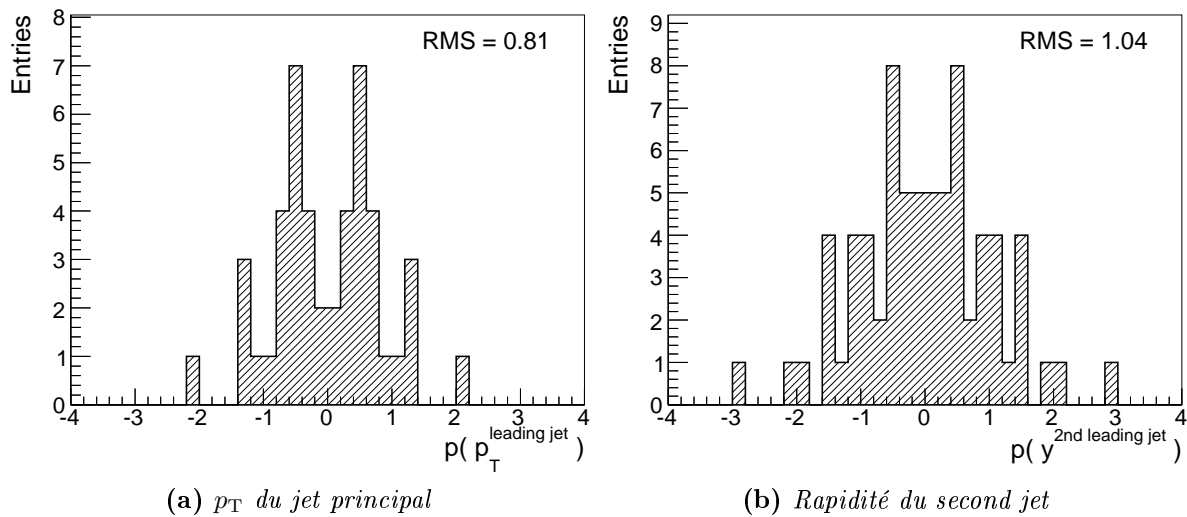 Entries
8
7
6
5
4
3
2
1
0
RMS = 0.81
-4 -3 -2 -1 0 1 2 3 4
p( p_T^leading jet )
(a) p_T du jet principal
Entries
9
8
7
6
5
4
3
2
1
0
RMS = 1.04
-4 -3 -2 -1 0 1 2 3 4
p( y^2nd leading jet )
(b) Rapidité du second jet